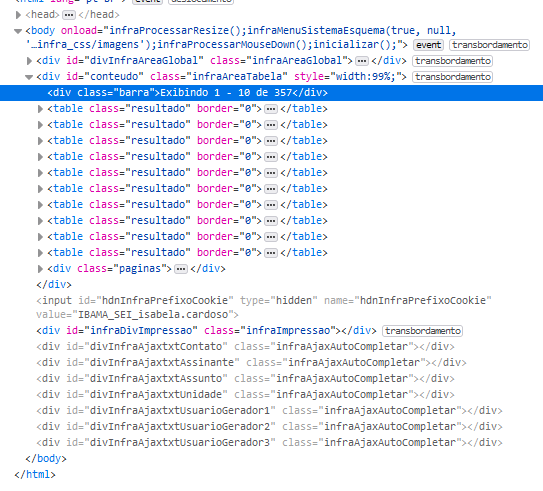 <html lang="pt-br"> event deslocamento
<head> ⋯ </head>
<body onload="infraProcessarResize();infraMenuSistemaEsquema(true, null,
'…infra_css/imagens');infraProcessarMouseDown();inicializar();"> event transbordamento
<div id="divInfraAreaGlobal" class="infraAreaGlobal"> ⋯ </div> transbordamento
<div id="conteudo" class="infraAreaTabela" style="width:99%;"> transbordamento
<div class="barra">Exibindo 1 - 10 de 357</div>
<table class="resultado" border="0"> ⋯ </table>
<table class="resultado" border="0"> ⋯ </table>
<table class="resultado" border="0"> ⋯ </table>
<table class="resultado" border="0"> ⋯ </table>
<table class="resultado" border="0"> ⋯ </table>
<table class="resultado" border="0"> ⋯ </table>
<table class="resultado" border="0"> ⋯ </table>
<table class="resultado" border="0"> ⋯ </table>
<table class="resultado" border="0"> ⋯ </table>
<table class="resultado" border="0"> ⋯ </table>
<div class="paginas"> ⋯ </div>
</div>
<input id="hdnInfraPrefixoCookie" type="hidden" name="hdnInfraPrefixoCookie"
value="IBAMA_SEI_isabela.cardoso">
<div id="infraDivImpressao" class="infraImpressao"></div> transbordamento
<div id="divInfraAjaxtxtContato" class="infraAjaxAutoCompletar"></div>
<div id="divInfraAjaxtxtAssinante" class="infraAjaxAutoCompletar"></div>
<div id="divInfraAjaxtxtAssunto" class="infraAjaxAutoCompletar"></div>
<div id="divInfraAjaxtxtUnidade" class="infraAjaxAutoCompletar"></div>
<div id="divInfraAjaxtxtUsuarioGerador1" class="infraAjaxAutoCompletar"></div>
<div id="divInfraAjaxtxtUsuarioGerador2" class="infraAjaxAutoCompletar"></div>
<div id="divInfraAjaxtxtUsuarioGerador3" class="infraAjaxAutoCompletar"></div>
</body>
</html>